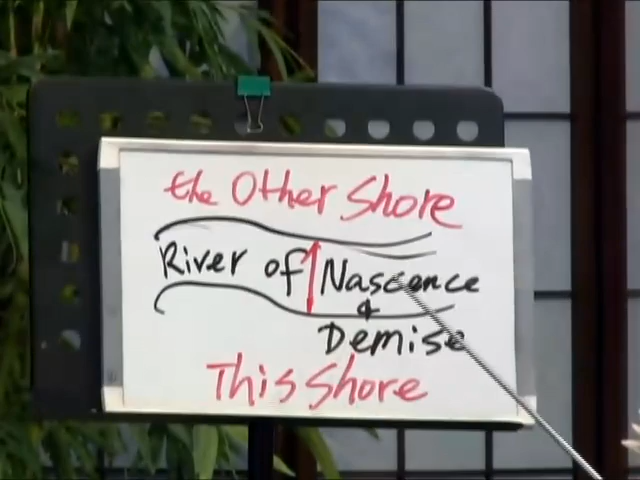 the Other Shore
River of Nascence
&
Demise
This Shore